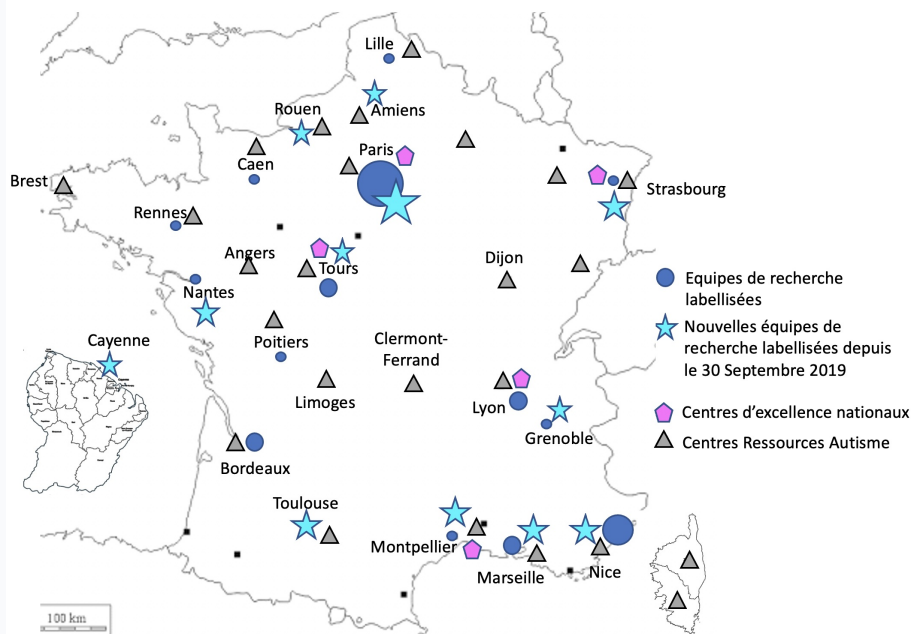 Lille
Rouen
Amiens
Paris
Caen
Brest
Strasbourg
Rennes
Angers
Tours
Dijon
Nantes
Equipes de recherche
labellisées
Nouvelles équipes de
recherche labellisées depuis
le 30 Septembre 2019
Cayenne
Poitiers
Clermont-
Ferrand
Limoges
Lyon
Centres d'excellence nationaux
Grenoble
Centres Ressources Autisme
Bordeaux
Toulouse
Montpellier
Marseille
Nice
100 km